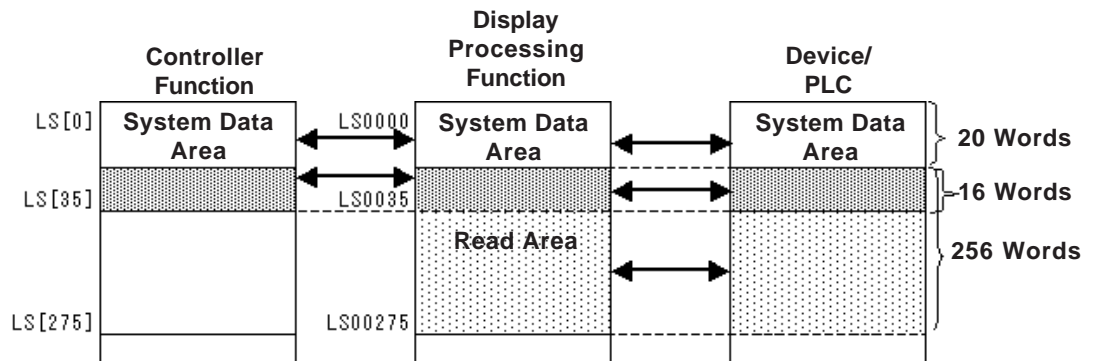 Controller
Function
Display
Processing
Function
Device/
PLC
LS[0]
System Data
Area
LS0000
System Data
Area
System Data
Area
20 Words
LS[35]
LS0035
16 Words
Read Area
256 Words
LS[275]
LS00275